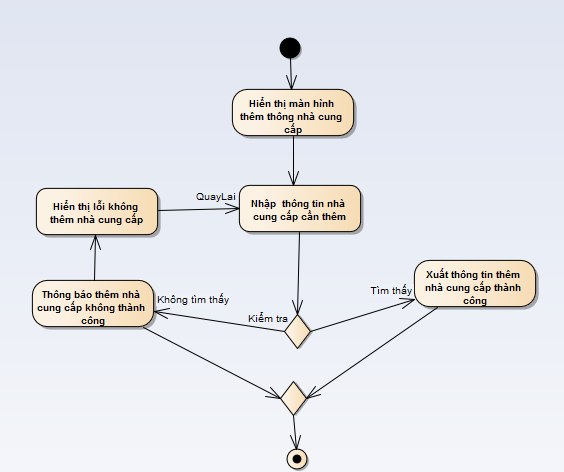 Hiển thị màn hình
thêm thông nhà cung
cấp
Hiển thị lỗi không
thêm nhà cung cấp
QuayLai
Nhập thông tin nhà
cung cấp cần thêm
Thông báo thêm nhà
cung cấp không thành
công
Không tìm thấy
Kiểm tra
Tìm thấy
Xuất thông tin thêm
nhà cung cấp thành
công